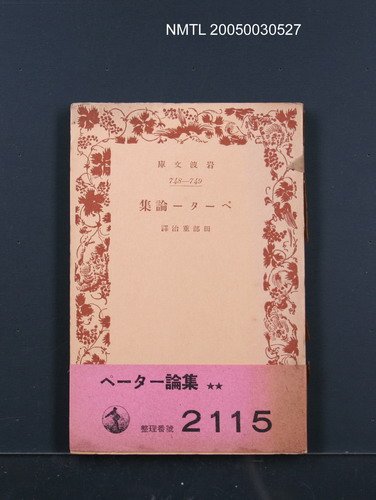 NMTL 20050030527
庫文波岩
748—749
集論ーターペ
譯治重部田
ペーター論集 ★★
整理番號 2115